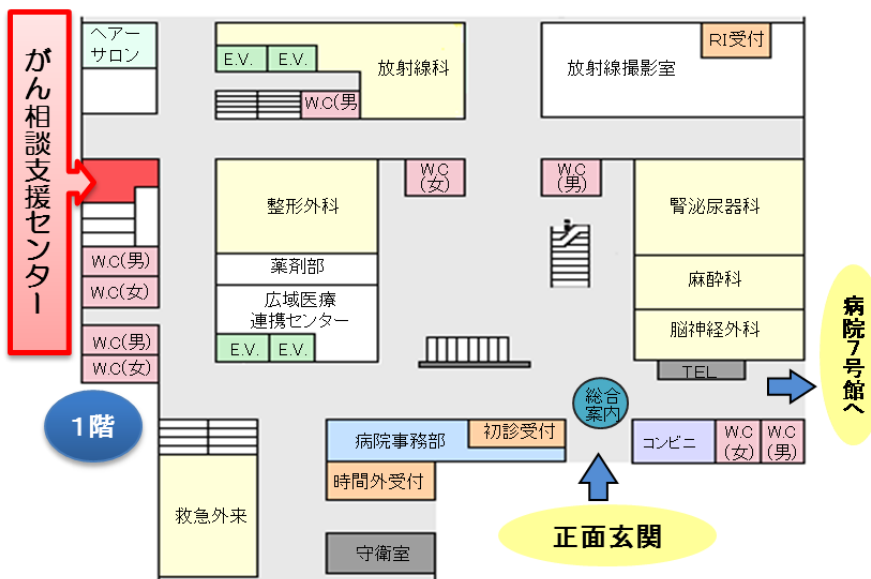 ヘアー
サロン
E.V.
E.V.
放射線科
W.C(男
RI受付
放射線撮影室
がん相談支援センター
整形外科
W.C
(女)
W.C
(男)
腎泌尿器科
薬剤部
広域医療
連携センター
E.V.
E.V.
麻酔科
脳神経外科
TEL
W.C(男)
W.C(女)
W.C(男)
W.C(女)
病院7号館へ
1階
総合
案内
病院事務部
初診受付
コンビニ
W.C
(女)
W.C
(男)
時間外受付
救急外来
正面玄関
守衛室